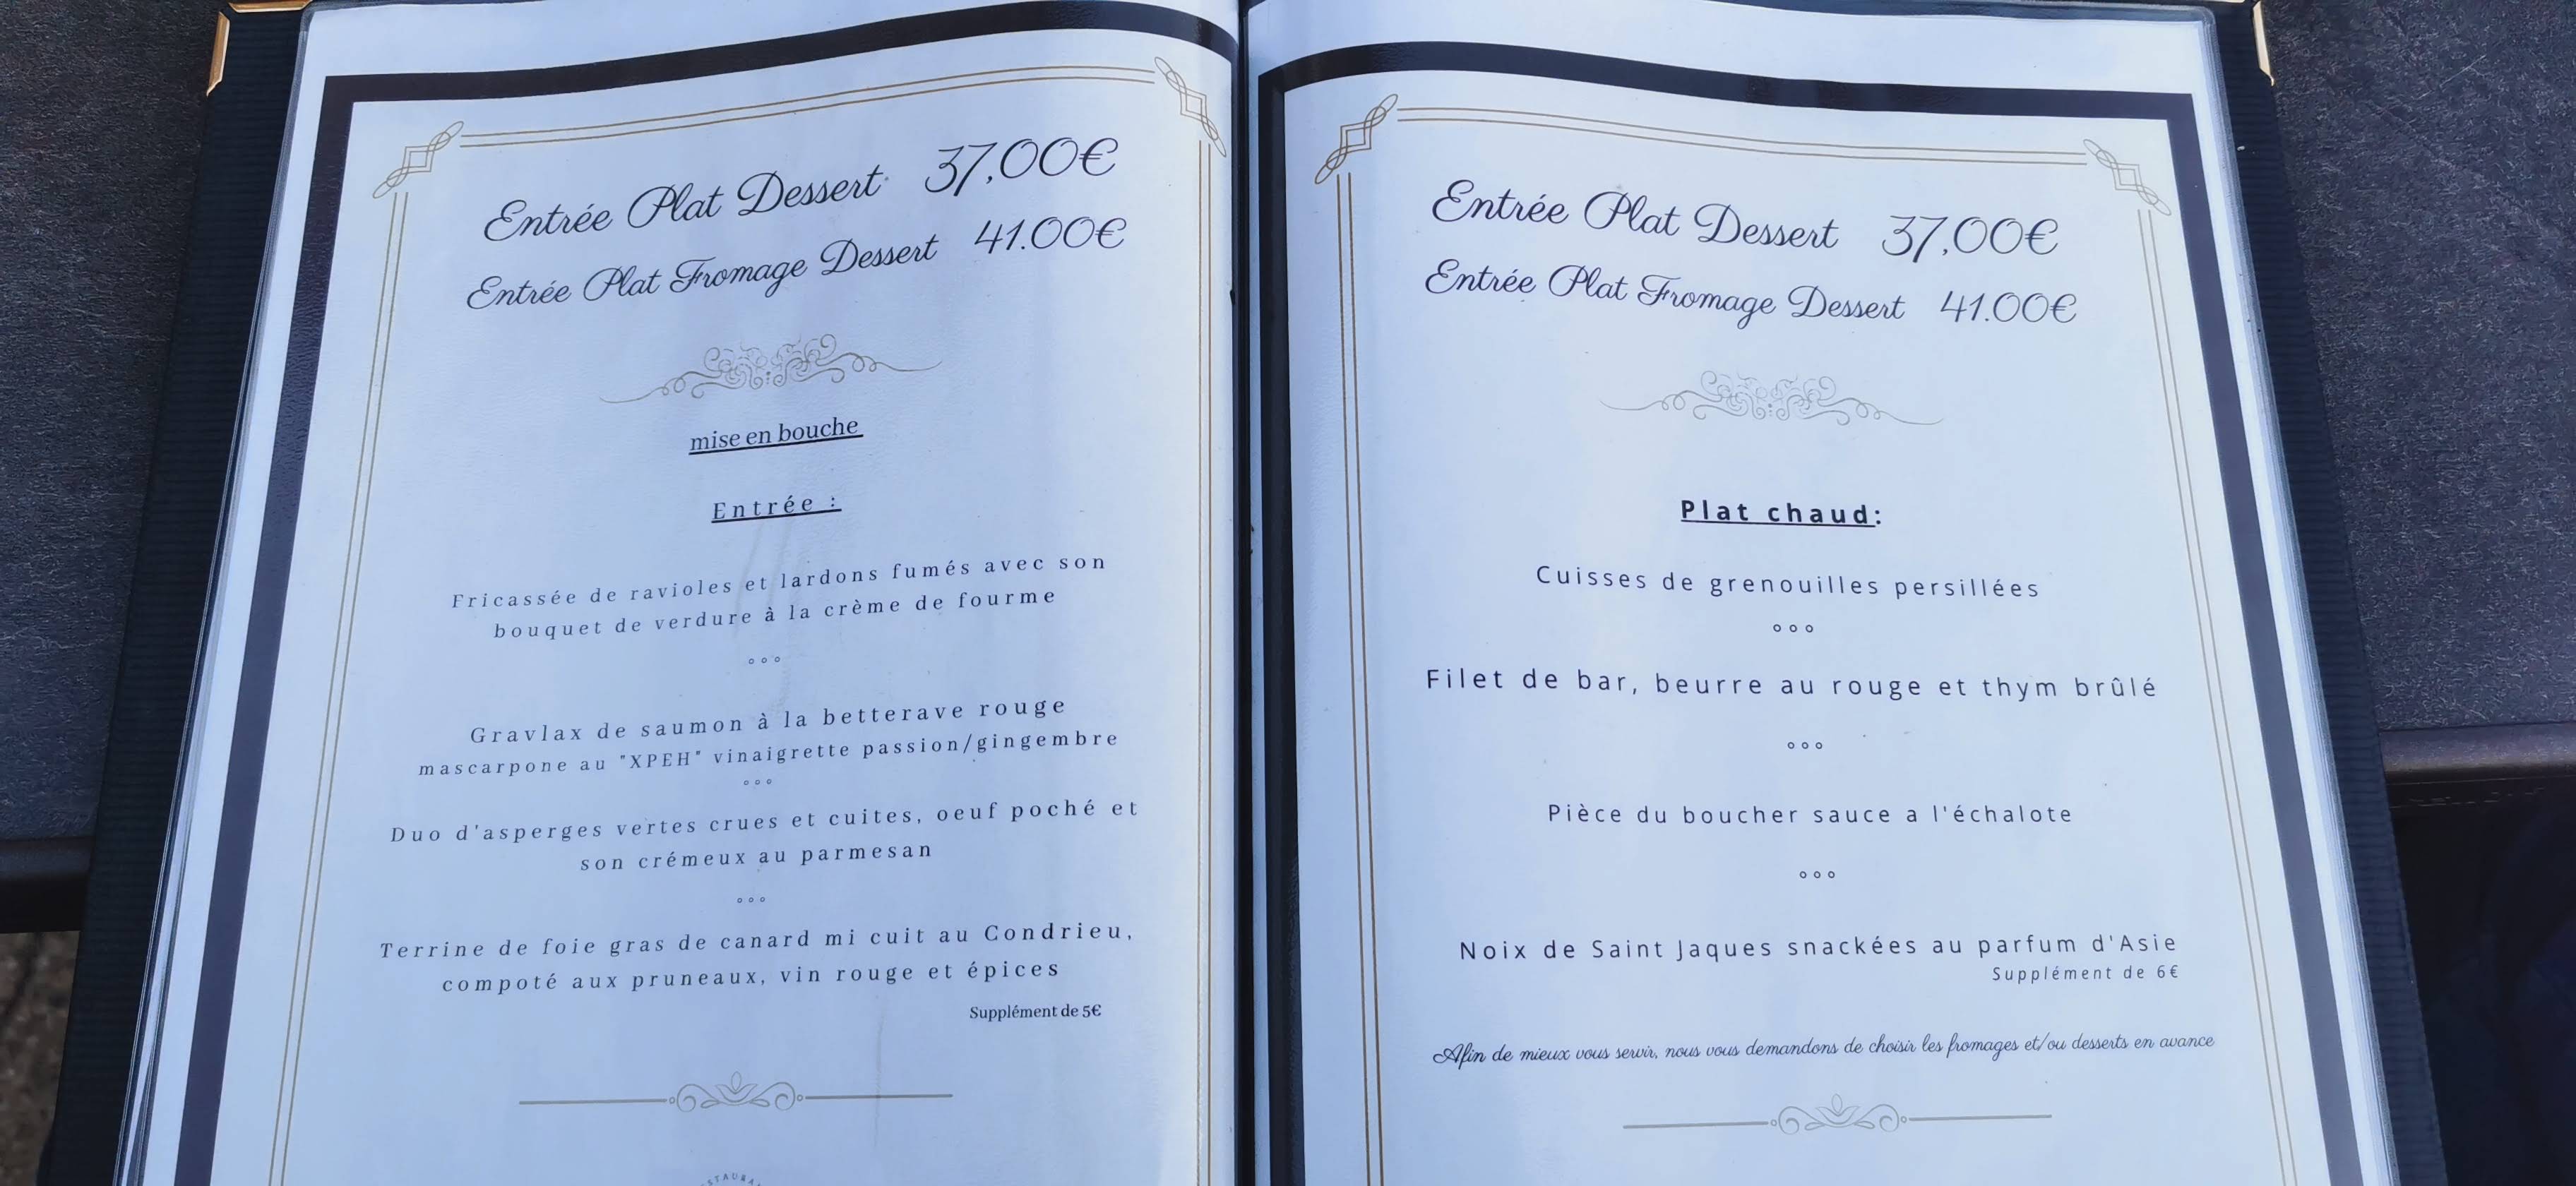 Entrée Plat Dessert 37,00€
Entrée Plat Fromage Dessert 41.00€
mise en bouche
Entrée :
Fricassée de ravioles et lardons fumés avec son
bouquet de verdure à la crème de fourme
°°°
Gravlax de saumon à la betterave rouge
mascarpone au "XPEH" vinaigrette passion/gingembre
°°°
Duo d'asperges vertes crues et cuites, oeuf poché et
son crémeux au parmesan
°°°
Terrine de foie gras de canard mi cuit au Condrieu,
compoté aux pruneaux, vin rouge et épices
Supplément de 5€
Entrée Plat Dessert 37,00€
Entrée Plat Fromage Dessert 41.00€
Plat chaud:
Cuisses de grenouilles persillées
°°°
Filet de bar, beurre au rouge et thym brûlé
°°°
Pièce du boucher sauce a l'échalote
°°°
Noix de Saint Jaques snackées au parfum d'Asie
Supplément de 6€
Afin de mieux vous servir, nous vous demandons de choisir les fromages et/ou desserts en avance